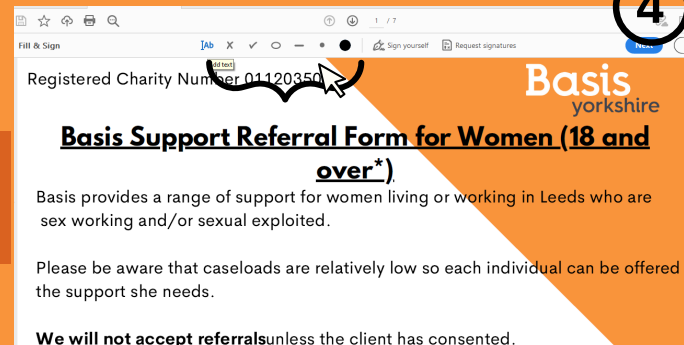 4
1 / 7
Fill & Sign
Ab
Sign yourself
Request signatures
Next
dd text
Registered Charity Number 01120350
Basis
yorkshire
Basis Support Referral Form for Women (18 and
over*)
Basis provides a range of support for women living or working in Leeds who are
sex working and/or sexual exploited.
Please be aware that caseloads are relatively low so each individual can be offered
the support she needs.
We will not accept referralsunless the client has consented.